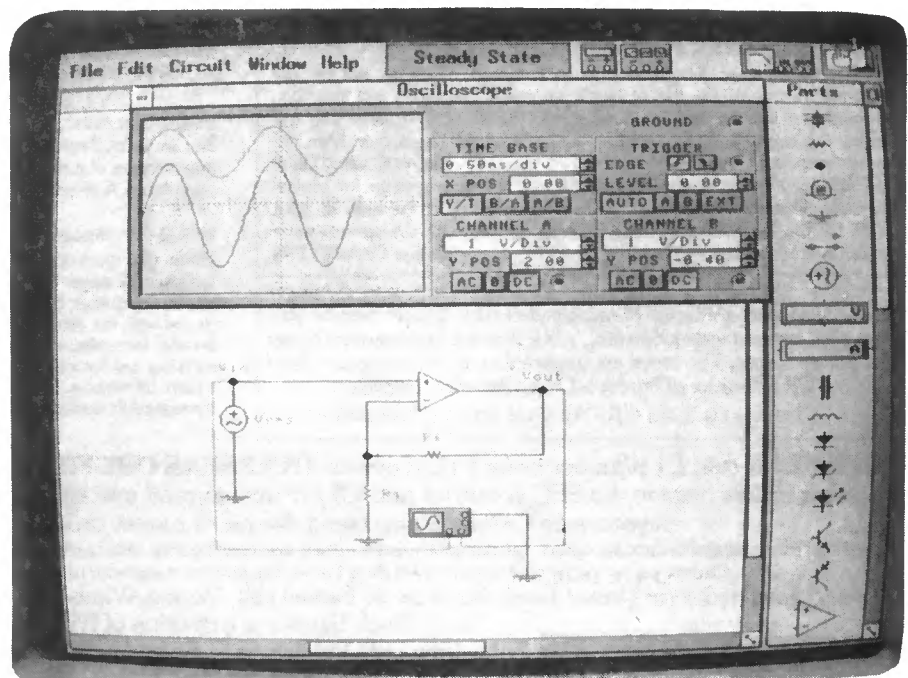 File Edit Circuit Window Help
Steady State
Oscilloscope
Parts
GROUND
TIME BASE
0.50ms/div
X POS 0.00
Y/T B/A A/B
TRIGGER
EDGE
LEVEL 0.00
AUTO A B EXT
CHANNEL A
1 V/Div
Y POS 2.00
AC 0 DC
CHANNEL B
1 V/Div
Y POS -0.40
AC 0 DC
V
A
Vout